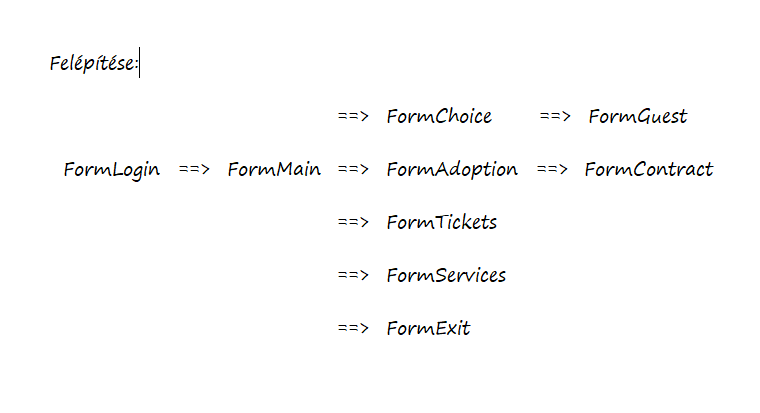 Felépítése:
==> FormChoice ==> FormGuest
FormLogin ==> FormMain ==> FormAdoption ==> FormContract
==> FormTickets
==> FormServices
==> FormExit